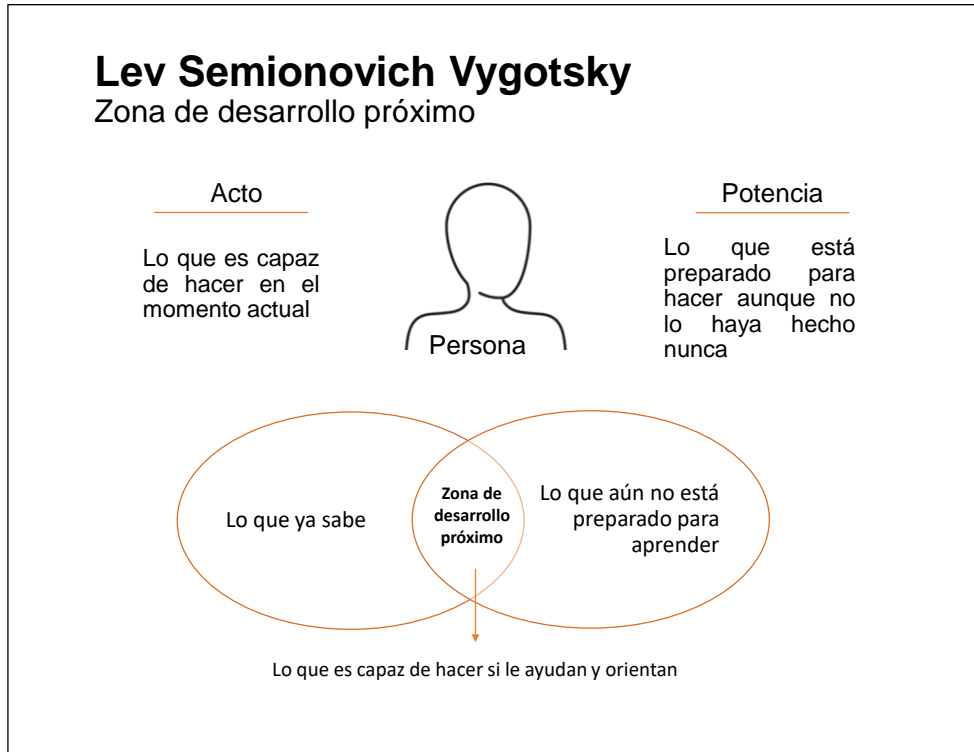 Lev Semionovich Vygotsky
Zona de desarrollo próximo
Acto
Lo que es capaz
de hacer en el
momento actual
Persona
Potencia
Lo que está
preparado para
hacer aunque no
lo haya hecho
nunca
Lo que ya sabe
Zona de
desarrollo
próximo
Lo que aún no está
preparado para
aprender
Lo que es capaz de hacer si le ayudan y orientan